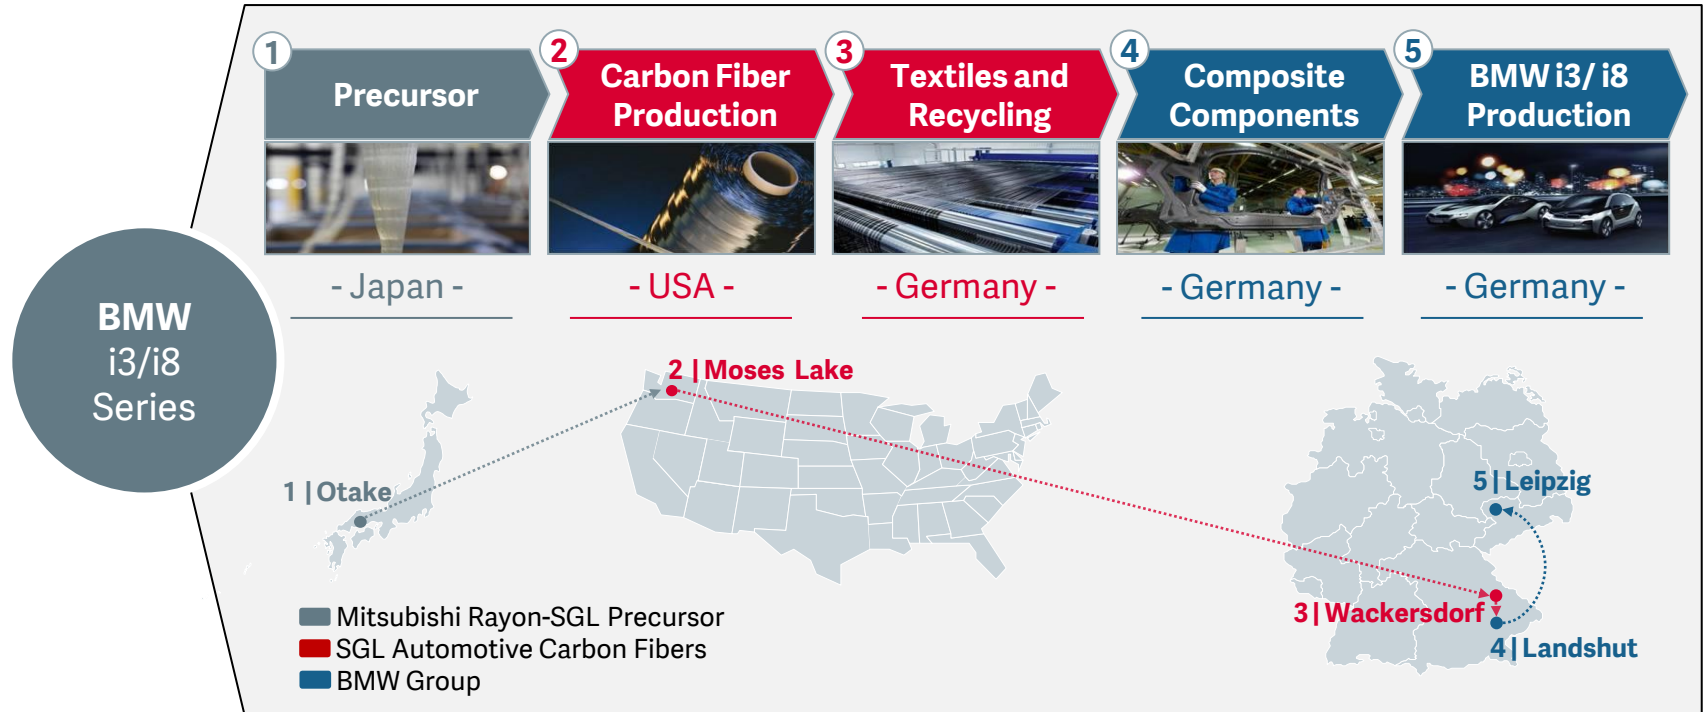 1
Precursor
2
Carbon Fiber
Production
3
Textiles and
Recycling
4
Composite
Components
5
BMW i3/ i8
Production
- Japan -
- USA -
- Germany -
- Germany -
- Germany -
BMW
i3/i8
Series
1 | Otake
2 | Moses Lake
5 | Leipzig
3 | Wackersdorf
4 | Landshut
Mitsubishi Rayon-SGL Precursor
SGL Automotive Carbon Fibers
BMW Group